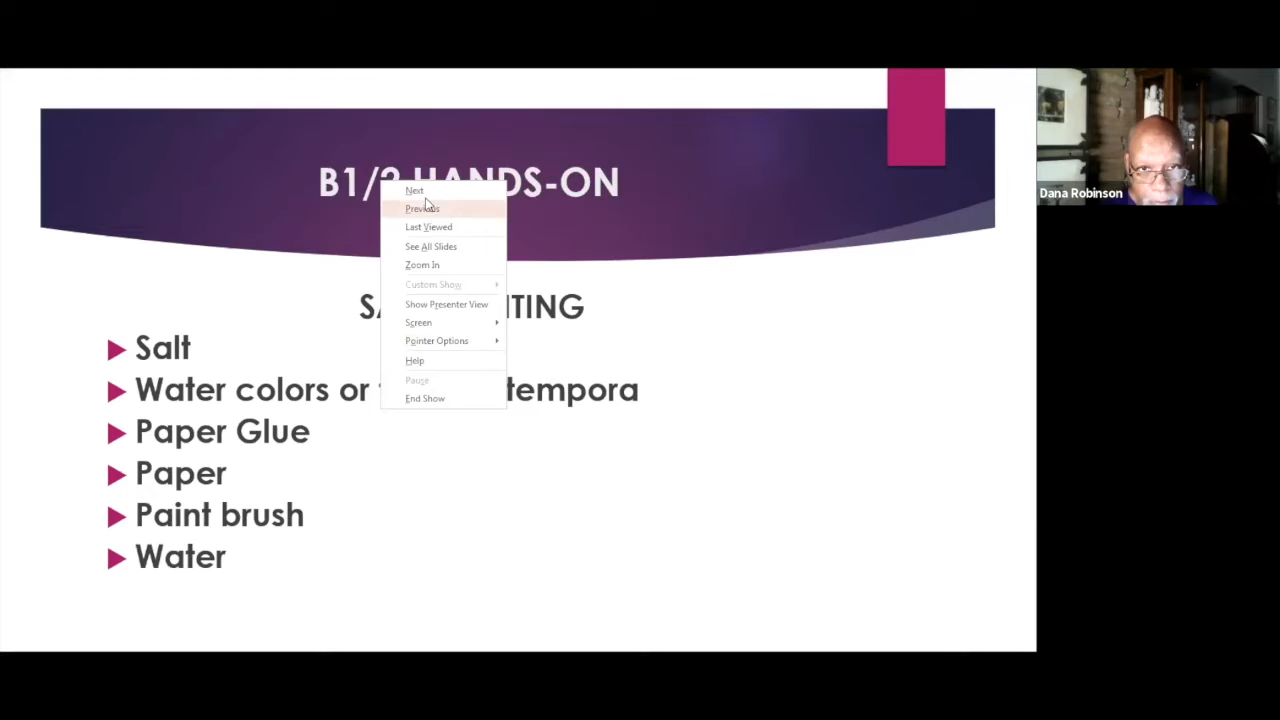 B1/2 HANDS-ON
Next
Previous
Last Viewed
See All Slides
Zoom In
Custom Show
Show Presenter View
Screen
Pointer Options
Help
Pause
End Show
Salt
Water colors or tempora
Paper Glue
Paper
Paint brush
Water
Dana Robinson